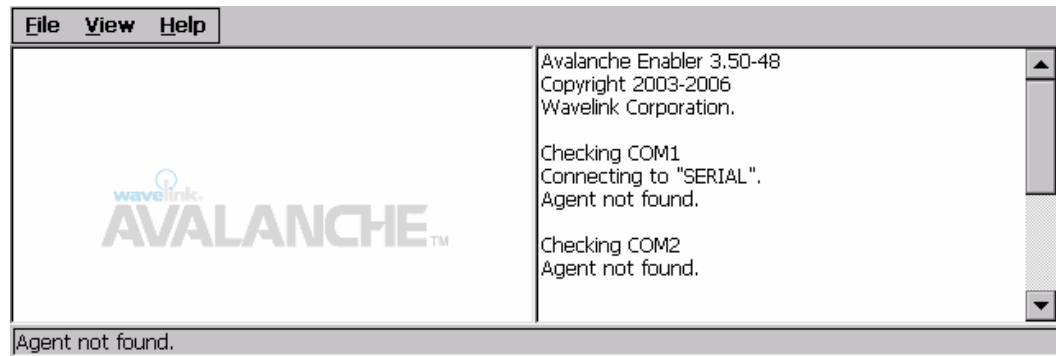 File View Help
Avalanche Enabler 3.50-48
Copyright 2003-2006
Wavelink Corporation.
Checking COM1
Connecting to "SERIAL".
Agent not found.
Checking COM2
Agent not found.
wavelink.
AVALANCHE™
Agent not found.